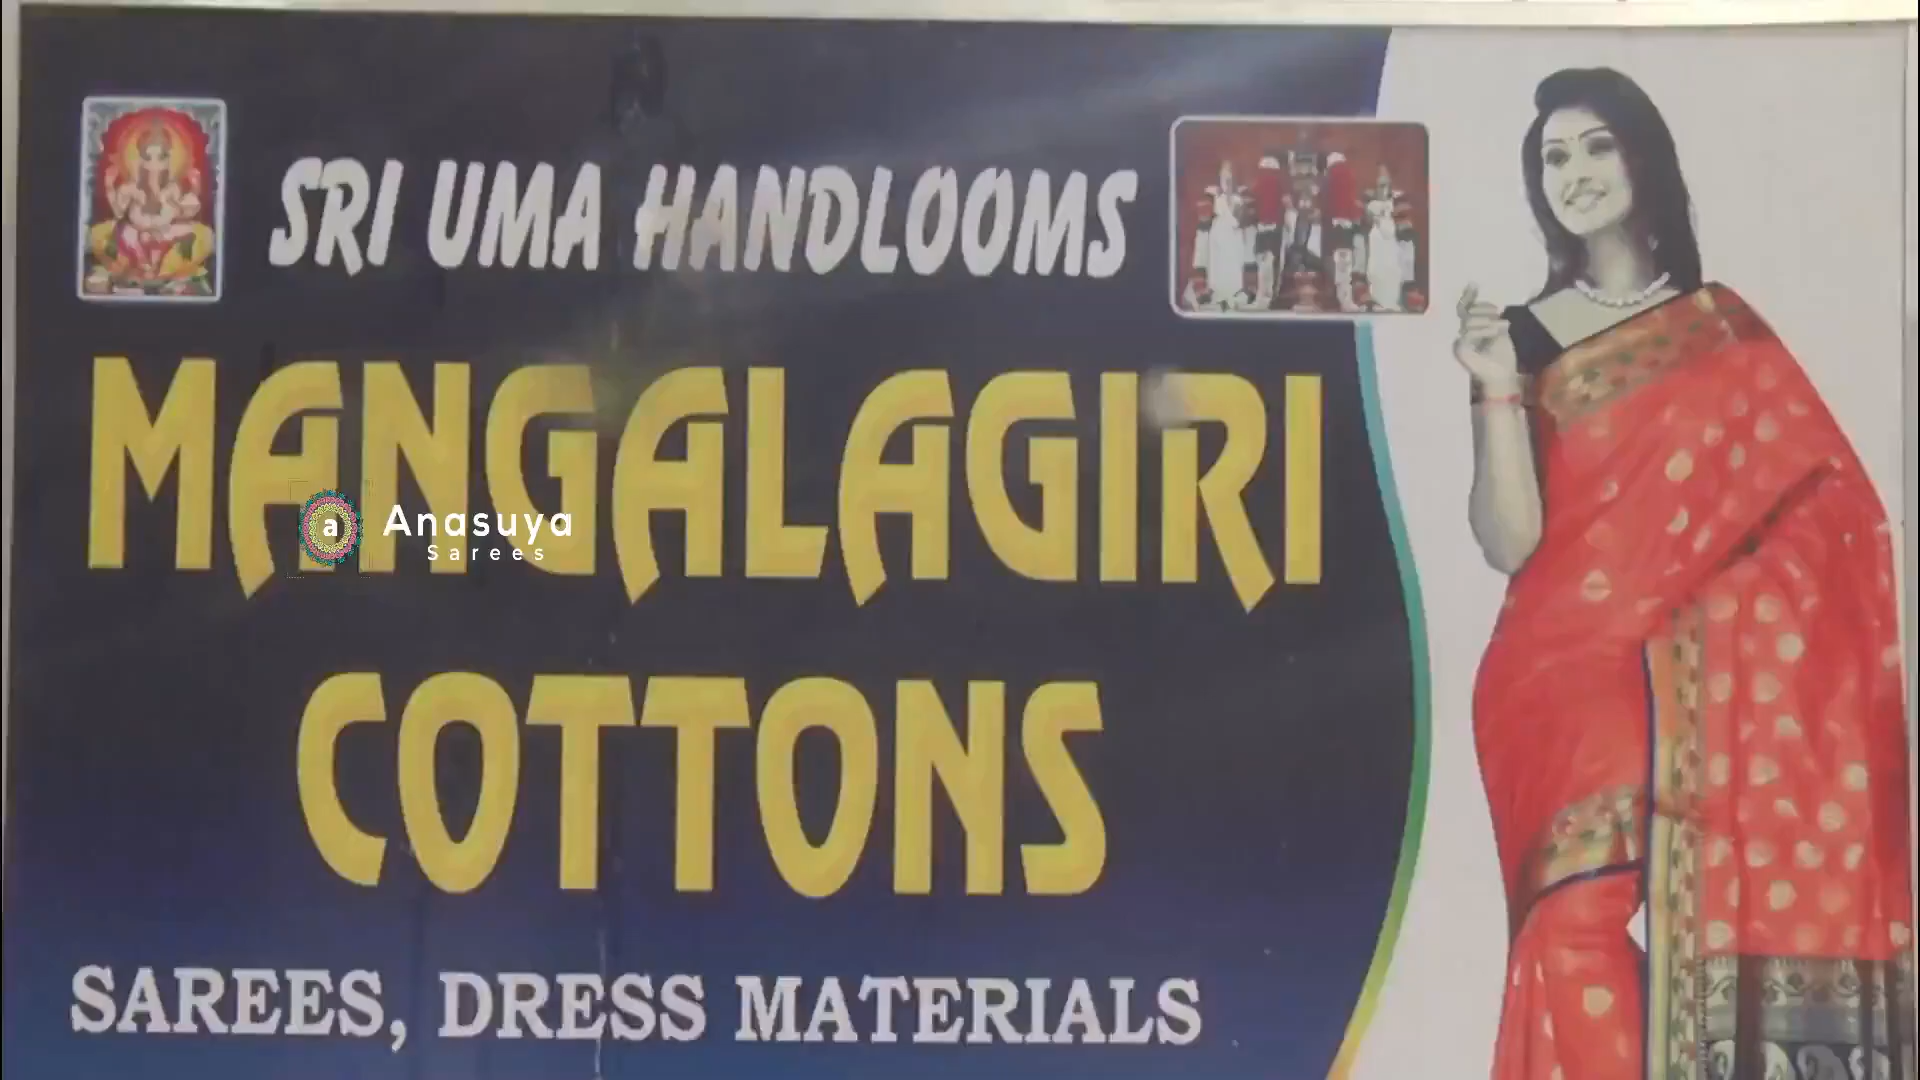 SRI UMA HANDLOOMS
MANGALAGIRI
a Anasuya
Sarees
COTTONS
SAREES, DRESS MATERIALS